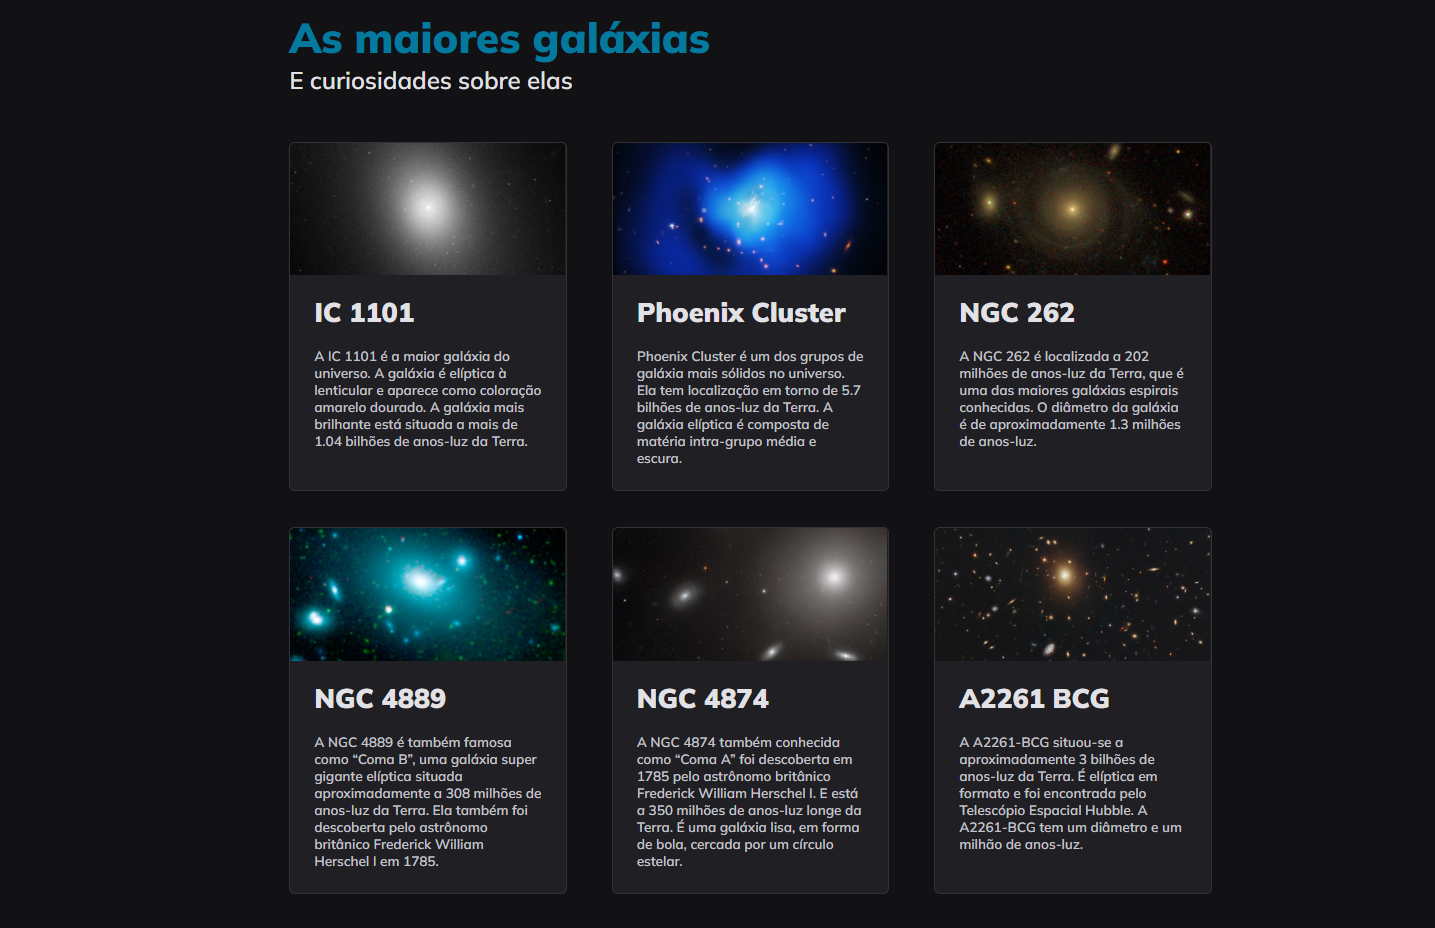 As maiores galáxias
E curiosidades sobre elas
IC 1101
A IC 1101 é a maior galáxia do
universo. A galáxia é elíptica à
lenticular e aparece como coloração
amarelo dourado. A galáxia mais
brilhante está situada a mais de
1.04 bilhões de anos-luz da Terra.
Phoenix Cluster
Phoenix Cluster é um dos grupos de
galáxia mais sólidos no universo.
Ela tem localização em torno de 5.7
bilhões de anos-luz da Terra. A
galáxia elíptica é composta de
matéria intra-grupo média e
escura.
NGC 262
A NGC 262 é localizada a 202
milhões de anos-luz da Terra, que é
uma das maiores galáxias espirais
conhecidas. O diâmetro da galáxia
é de aproximadamente 1.3 milhões
de anos-luz.
NGC 4889
A NGC 4889 é também famosa
como “Coma B”, uma galáxia super
gigante elíptica situada
aproximadamente a 308 milhões de
anos-luz da Terra. Ela também foi
descoberta pelo astrônomo
britânico Frederick William
Herschel I em 1785.
NGC 4874
A NGC 4874 também conhecida
como “Coma A” foi descoberta em
1785 pelo astrônomo britânico
Frederick William Herschel I. E está
a 350 milhões de anos-luz longe da
Terra. É uma galáxia lisa, em forma
de bola, cercada por um círculo
estelar.
A2261 BCG
A A2261-BCG situou-se a
aproximadamente 3 bilhões de
anos-luz da Terra. É elíptica em
formato e foi encontrada pelo
Telescópio Espacial Hubble. A
A2261-BCG tem um diâmetro e um
milhão de anos-luz.